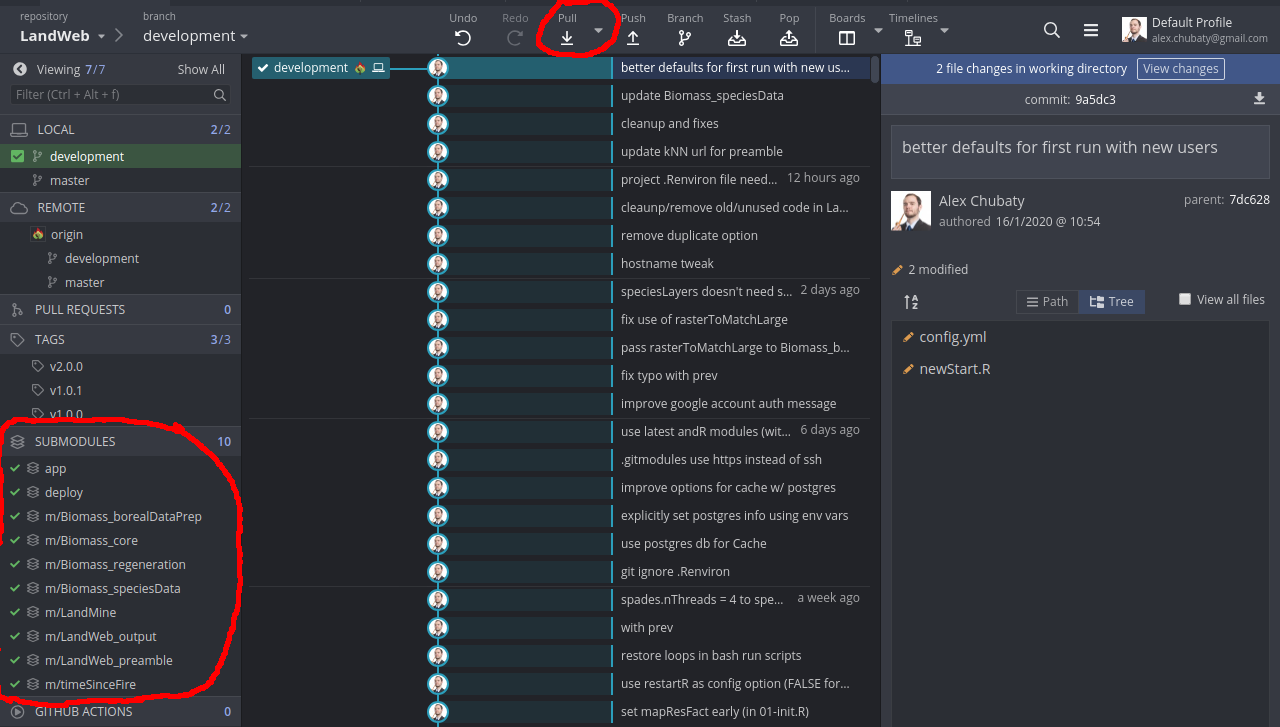 repository
LandWeb
branch
development
Undo
Redo
Pull
Push
Branch
Stash
Pop
Boards
Timelines
Default Profile
alex.chubaty@gmail.com
Viewing 7/7
Show All
Filter (Ctrl + Alt + f)
LOCAL 2/2
development
master
REMOTE 2/2
origin
development
master
PULL REQUESTS 0
TAGS 3/3
v2.0.0
v1.0.1
v1.0.0
SUBMODULES 10
app
deploy
m/Biomass_borealDataPrep
m/Biomass_core
m/Biomass_regeneration
m/Biomass_speciesData
m/LandMine
m/LandWeb_output
m/LandWeb_preamble
m/timeSinceFire
GITHUB ACTIONS 0
development
better defaults for first run with new us...
update Biomass_speciesData
cleanup and fixes
update kNN url for preamble
project .Renviron file need... 12 hours ago
cleaunp/remove old/unused code in La...
remove duplicate option
hostname tweak
speciesLayers doesn't need s... 2 days ago
fix use of rasterToMatchLarge
pass rasterToMatchLarge to Biomass_b...
fix typo with prev
improve google account auth message
use latest andR modules (wit... 6 days ago
.gitmodules use https instead of ssh
improve options for cache w/ postgres
explicitly set postgres info using env vars
use postgres db for Cache
git ignore .Renviron
spades.nThreads = 4 to spe... a week ago
with prev
restore loops in bash run scripts
use restartR as config option (FALSE for...
set mapResFact early (in 01-init.R)
2 file changes in working directory View changes
commit: 9a5dc3
better defaults for first run with new users
Alex Chubaty
authored 16/1/2020 @ 10:54
parent: 7dc628
2 modified
Path
Tree
View all files
config.yml
newStart.R